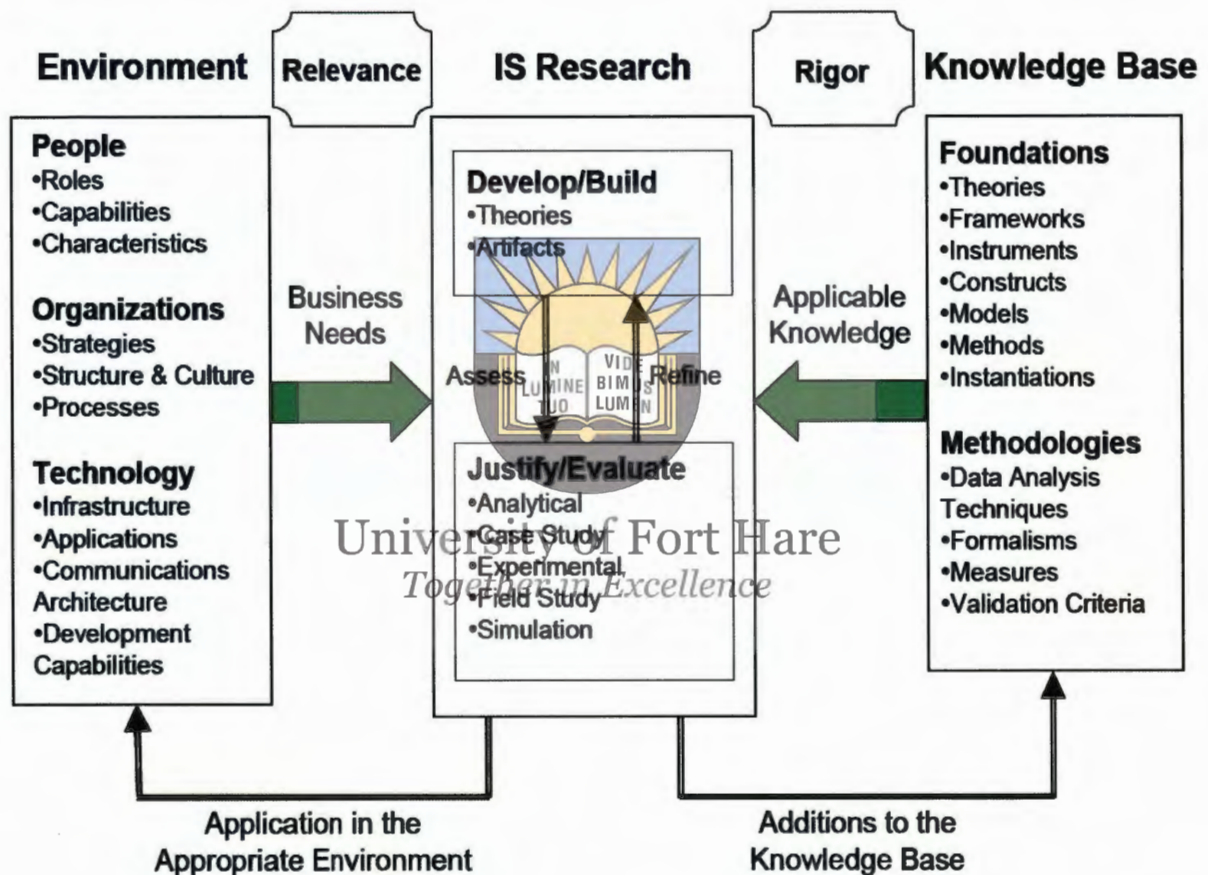 Environment
Relevance
IS Research
Rigor
Knowledge Base
People
•Roles
•Capabilities
•Characteristics
Organizations
•Strategies
•Structure & Culture
•Processes
Technology
•Infrastructure
•Applications
•Communications
Architecture
•Development
Capabilities
Business
Needs
Develop/Build
•Theories
•Artifacts
Assess
Refine
IN
LUMINE
TUO
VIDE
BIMUS
LUMEN
Justify/Evaluate
•Analytical
•Case Study
•Experimental
•Field Study
•Simulation
University of Fort Hare
Together in Excellence
Applicable
Knowledge
Foundations
•Theories
•Frameworks
•Instruments
•Constructs
•Models
•Methods
•Instantiations
Methodologies
•Data Analysis
Techniques
•Formalisms
•Measures
•Validation Criteria
Application in the
Appropriate Environment
Additions to the
Knowledge Base